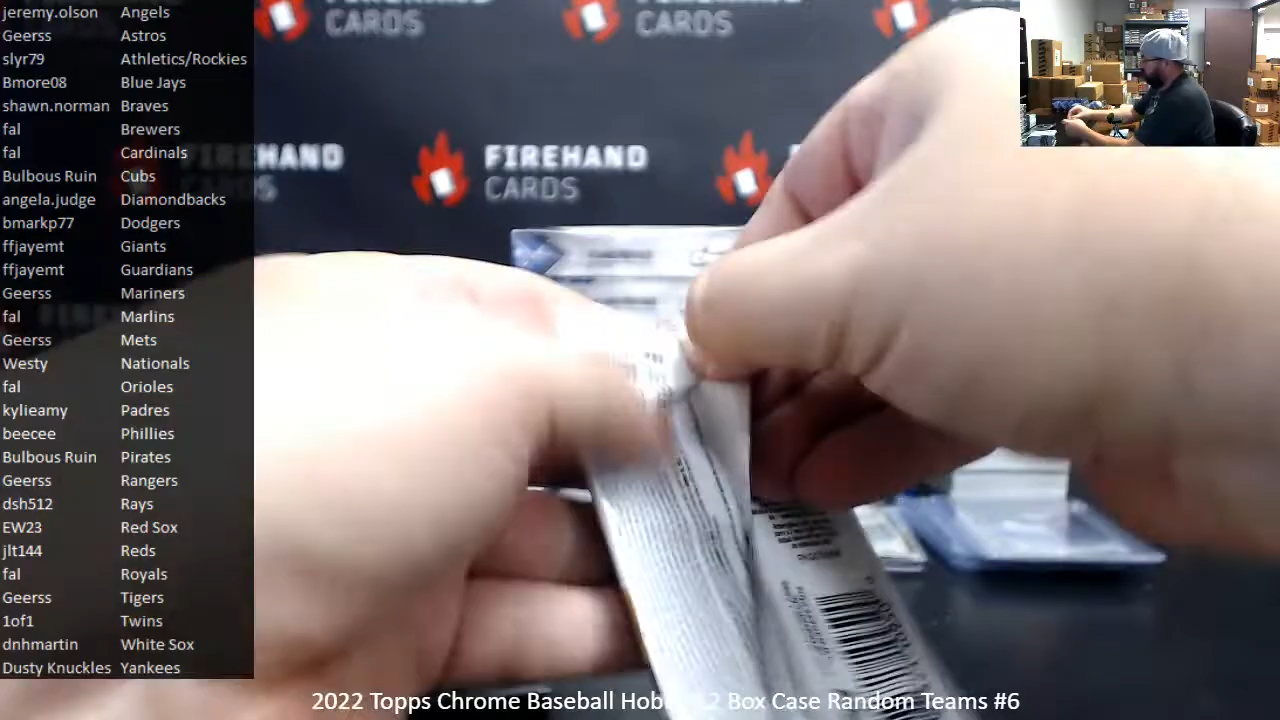 jeremy.olson Angels
Geerss Astros
slyr79 Athletics/Rockies
Bmore08 Blue Jays
shawn.norman Braves
fal Brewers
fal Cardinals
Bulbous Ruin Cubs
angela.judge Diamondbacks
bmarkp77 Dodgers
ffjayemt Giants
ffjayemt Guardians
Geerss Mariners
fal Marlins
Geerss Mets
Westy Nationals
fal Orioles
kylieamy Padres
beecee Phillies
Bulbous Ruin Pirates
Geerss Rangers
dsh512 Rays
EW23 Red Sox
jlt144 Reds
fal Royals
Geerss Tigers
1of1 Twins
dnhmartin White Sox
Dusty Knuckles Yankees
CARDS CARDS
FIREHAND FIREHAND
CARDS CARDS
2022 Topps Chrome Baseball 2 Box Case Random Teams #6